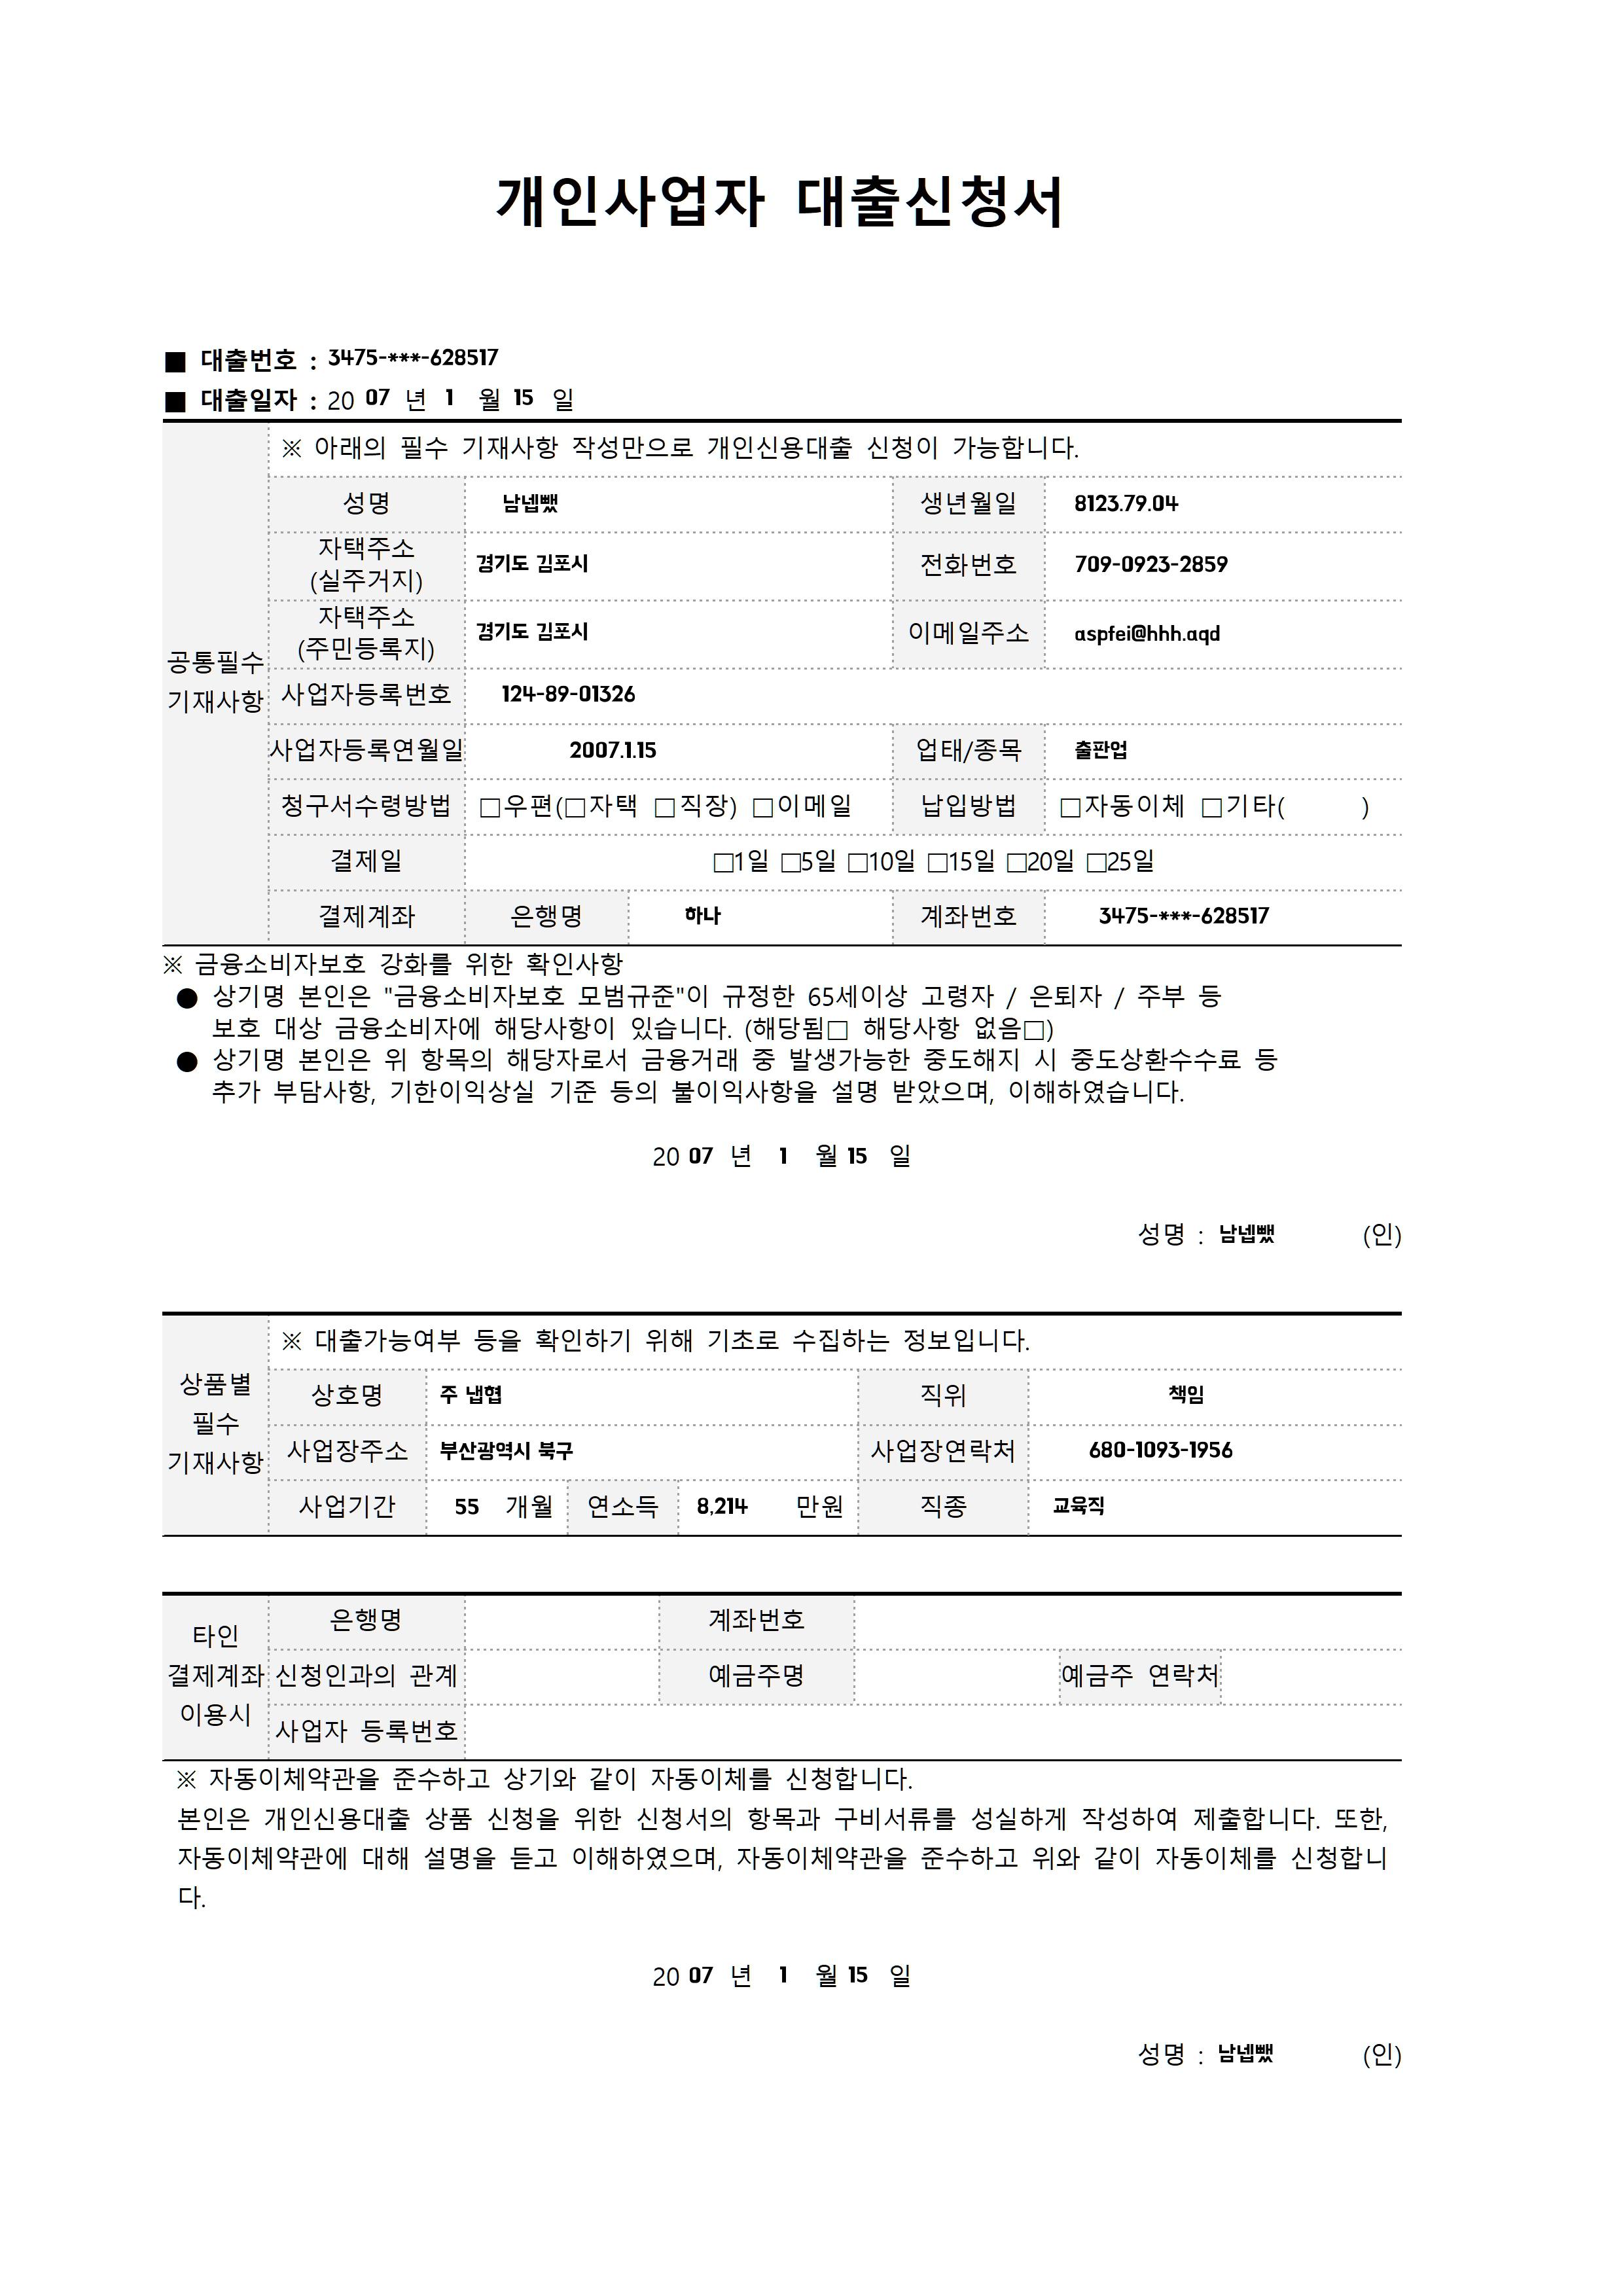 개인사업자 대출신청서
■ 대출번호 : 3475-***-628517
■ 대출일자 : 20 07 년 1 월 15 일
※ 아래의 필수 기재사항 작성만으로 개인신용대출 신청이 가능합니다.
공통필수
기재사항
성명 남넵뺐 생년월일 8123.79.04
자택주소
(실주거지) 경기도 김포시 전화번호 709-0923-2859
자택주소
(주민등록지) 경기도 김포시 이메일주소 aspfei@hhh.aqd
사업자등록번호 124-89-01326
사업자등록연월일 2007.1.15 업태/종목 출판업
청구서수령방법 □우편(□자택 □직장) □이메일 납입방법 □자동이체 □기타( )
결제일 □1일 □5일 □10일 □15일 □20일 □25일
결제계좌 은행명 하나 계좌번호 3475-***-628517
※ 금융소비자보호 강화를 위한 확인사항
● 상기명 본인은 "금융소비자보호 모범규준"이 규정한 65세이상 고령자 / 은퇴자 / 주부 등
보호 대상 금융소비자에 해당사항이 있습니다. (해당됨□ 해당사항 없음□)
● 상기명 본인은 위 항목의 해당자로서 금융거래 중 발생가능한 중도해지 시 중도상환수수료 등
추가 부담사항, 기한이익상실 기준 등의 불이익사항을 설명 받았으며, 이해하였습니다.
20 07 년 1 월 15 일
성명 : 남넵뺐 (인)
※ 대출가능여부 등을 확인하기 위해 기초로 수집하는 정보입니다.
상품별
필수
기재사항
상호명 주 냅협 직위 책임
사업장주소 부산광역시 북구 사업장연락처 680-1093-1956
사업기간 55 개월 연소득 8,214 만원 직종 교육직
타인
결제계좌
이용시
은행명 계좌번호
신청인과의 관계 예금주명 예금주 연락처
사업자 등록번호
※ 자동이체약관을 준수하고 상기와 같이 자동이체를 신청합니다.
본인은 개인신용대출 상품 신청을 위한 신청서의 항목과 구비서류를 성실하게 작성하여 제출합니다. 또한,
자동이체약관에 대해 설명을 듣고 이해하였으며, 자동이체약관을 준수하고 위와 같이 자동이체를 신청합니
다.
20 07 년 1 월 15 일
성명 : 남넵뺐 (인)